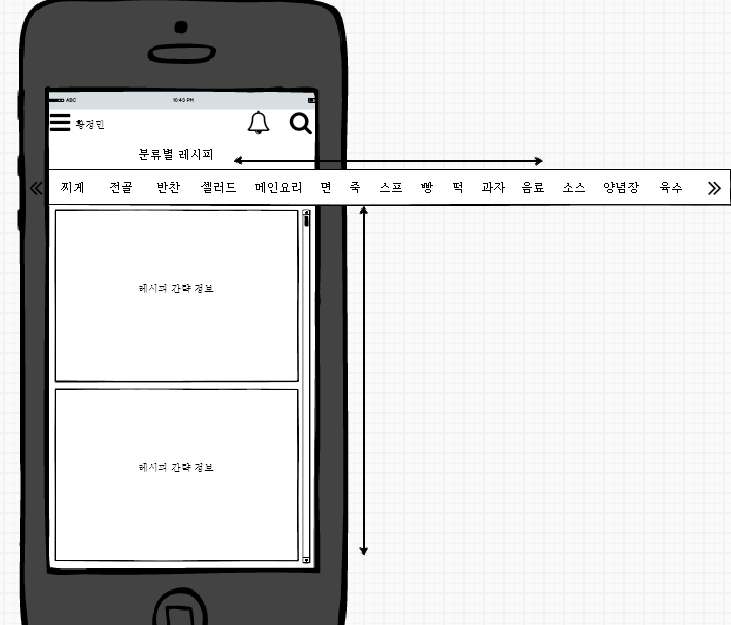 ABC 10:43 PM
황정민
분류별 레시피
찌게 전골 반찬 샐러드 메인요리 면 죽 스프 빵 떡 과자 음료 소스 양념장 육수
레시피 간략 정보
레시피 간략 정보